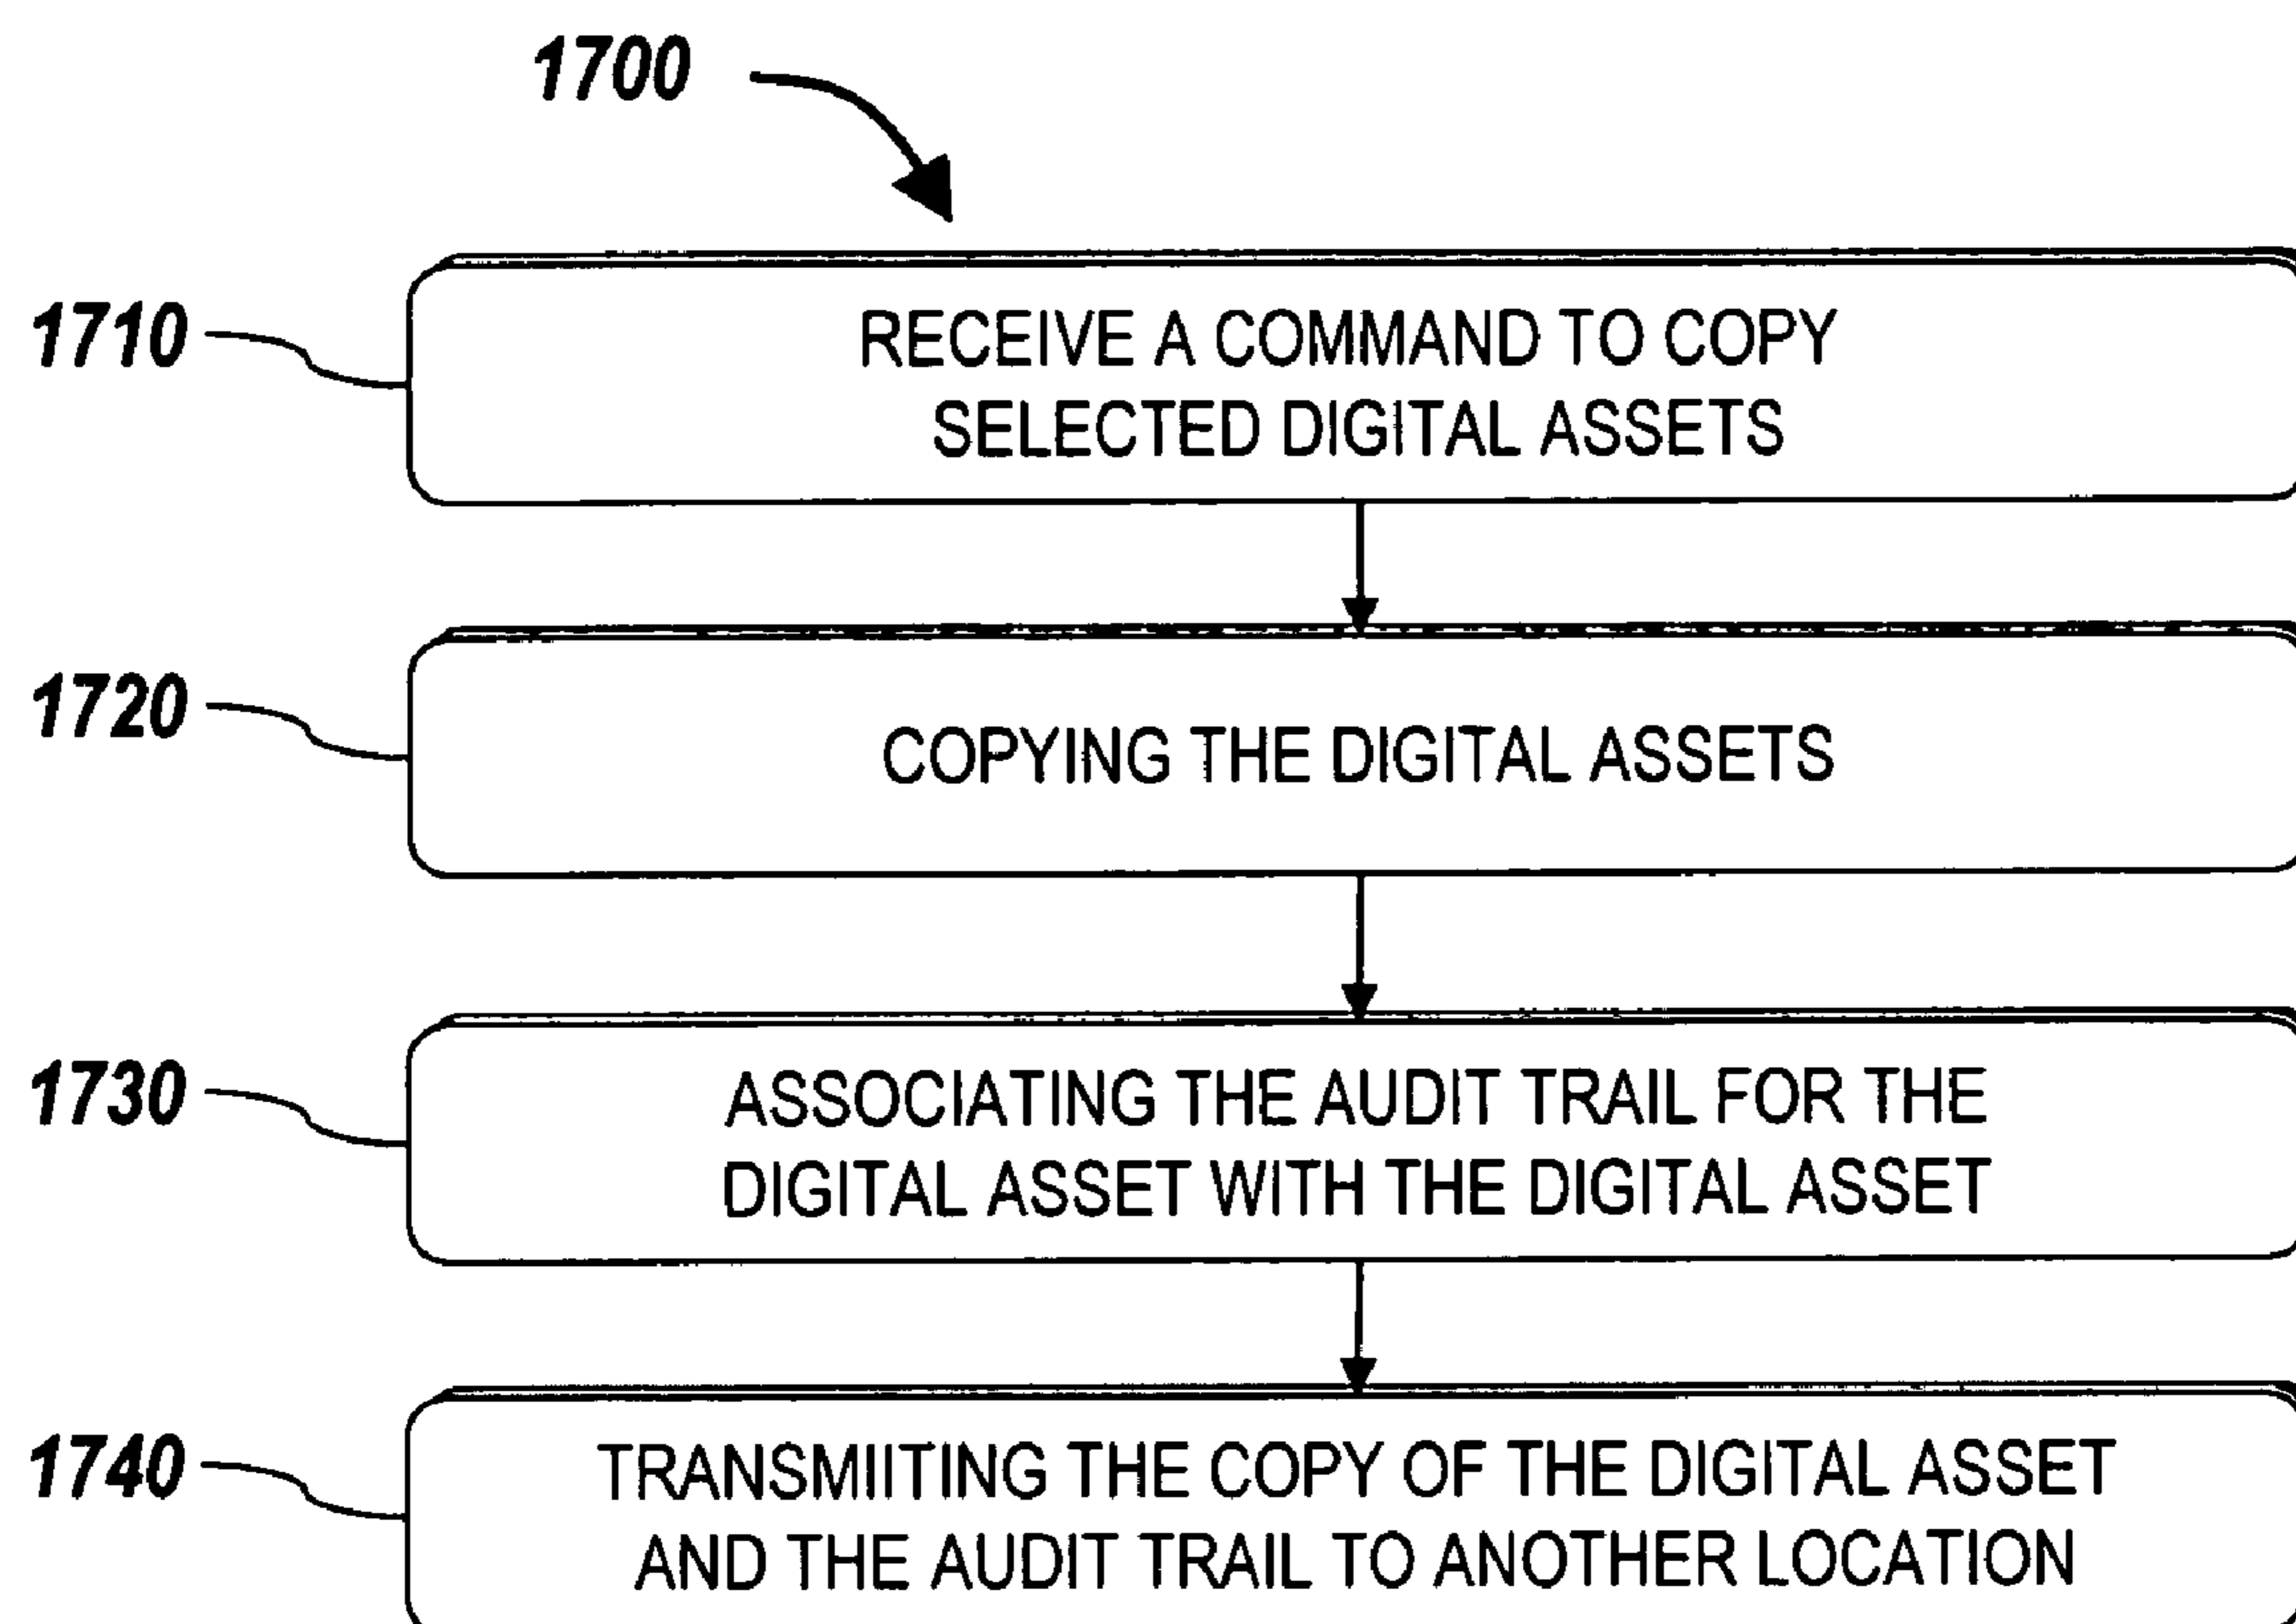 1700
1710
RECEIVE A COMMAND TO COPY
SELECTED DIGITAL ASSETS
1720
COPYING THE DIGITAL ASSETS
1730
ASSOCIATING THE AUDIT TRAIL FOR THE
DIGITAL ASSET WITH THE DIGITAL ASSET
1740
TRANSMIITING THE COPY OF THE DIGITAL ASSET
AND THE AUDIT TRAIL TO ANOTHER LOCATION